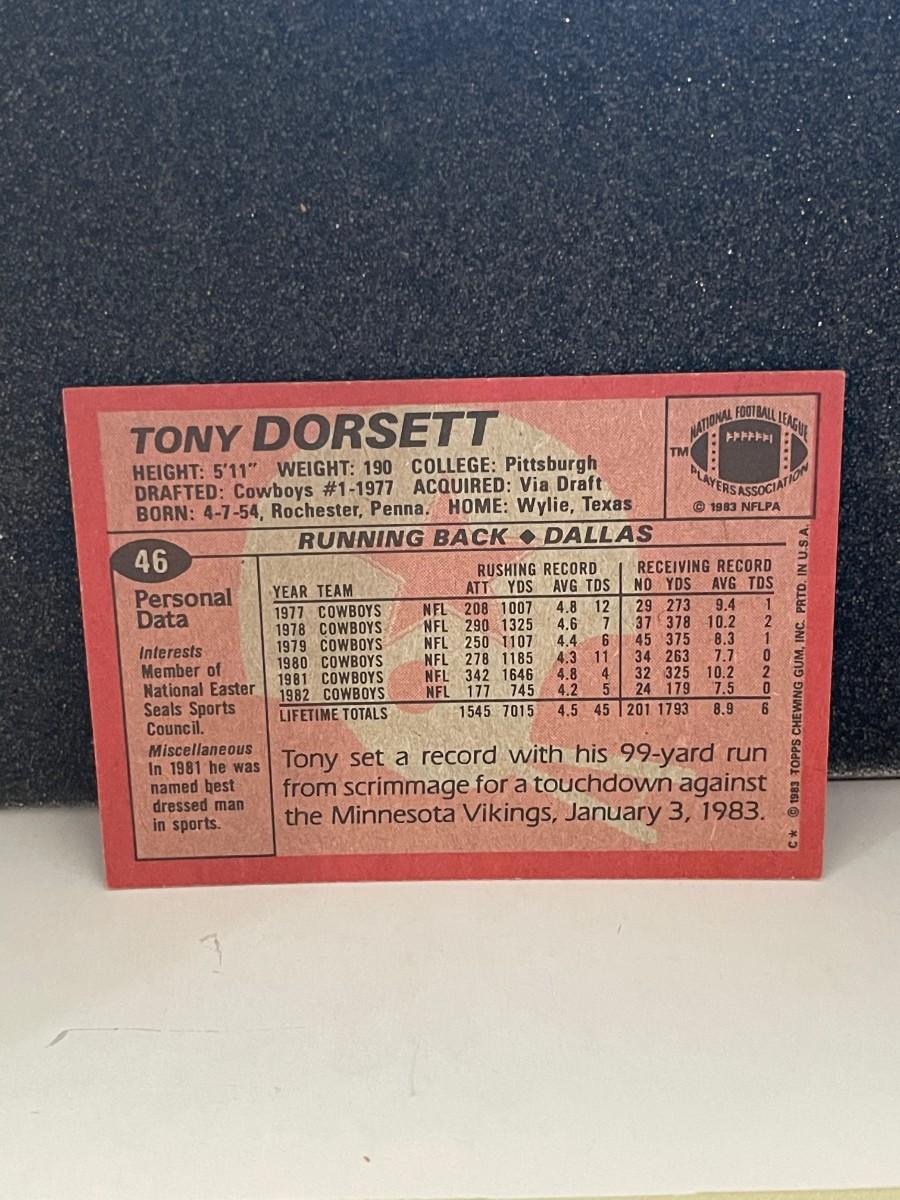 TONY DORSETT
HEIGHT: 5'11" WEIGHT: 190 COLLEGE: Pittsburgh
DRAFTED: Cowboys #1-1977 ACQUIRED: Via Draft
BORN: 4-7-54, Rochester, Penna. HOME: Wylie, Texas
NATIONAL FOOTBALL LEAGUE
TM
PLAYERS ASSOCIATION
© 1983 NFLPA
RUNNING BACK ◆ DALLAS
46
Personal
Data
Interests
Member of
National Easter
Seals Sports
Council.
Miscellaneous
In 1981 he was
named best
dressed man
in sports.
RUSHING RECORD RECEIVING RECORD
YEAR TEAM ATT YDS AVG TDS NO YDS AVG TDS
1977 COWBOYS NFL 208 1007 4.8 12 29 273 9.4 1
1978 COWBOYS NFL 290 1325 4.6 7 37 378 10.2 2
1979 COWBOYS NFL 250 1107 4.4 6 45 375 8.3 1
1980 COWBOYS NFL 278 1185 4.3 11 34 263 7.7 0
1981 COWBOYS NFL 342 1646 4.8 4 32 325 10.2 2
1982 COWBOYS NFL 177 745 4.2 5 24 179 7.5 0
LIFETIME TOTALS 1545 7015 4.5 45 201 1793 8.9 6
Tony set a record with his 99-yard run
from scrimmage for a touchdown against
the Minnesota Vikings, January 3, 1983.
C* © 1983 TOPPS CHEWING GUM, INC. PRTD. IN U.S.A.